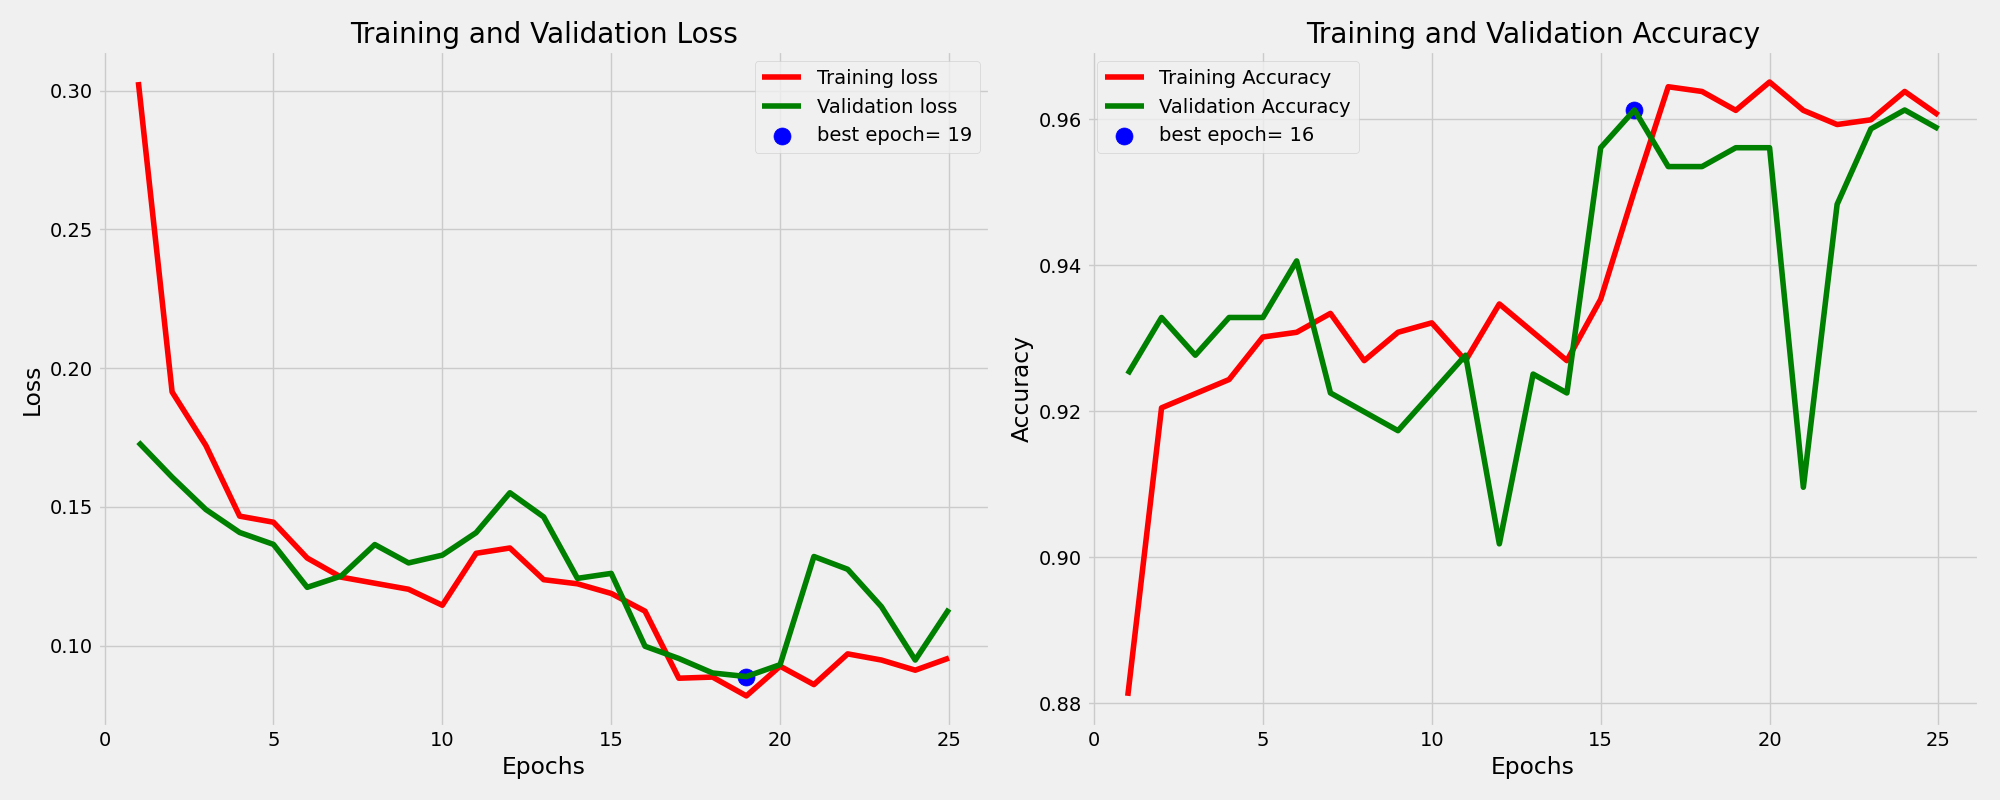 Training and Validation Loss
Training loss
Validation loss
best epoch= 19
0.30
0.25
0.20
0.15
0.10
Loss
0
5
10
15
20
25
Epochs
Training and Validation Accuracy
Training Accuracy
Validation Accuracy
best epoch= 16
0.96
0.94
0.92
0.90
0.88
Accuracy
0
5
10
15
20
25
Epochs